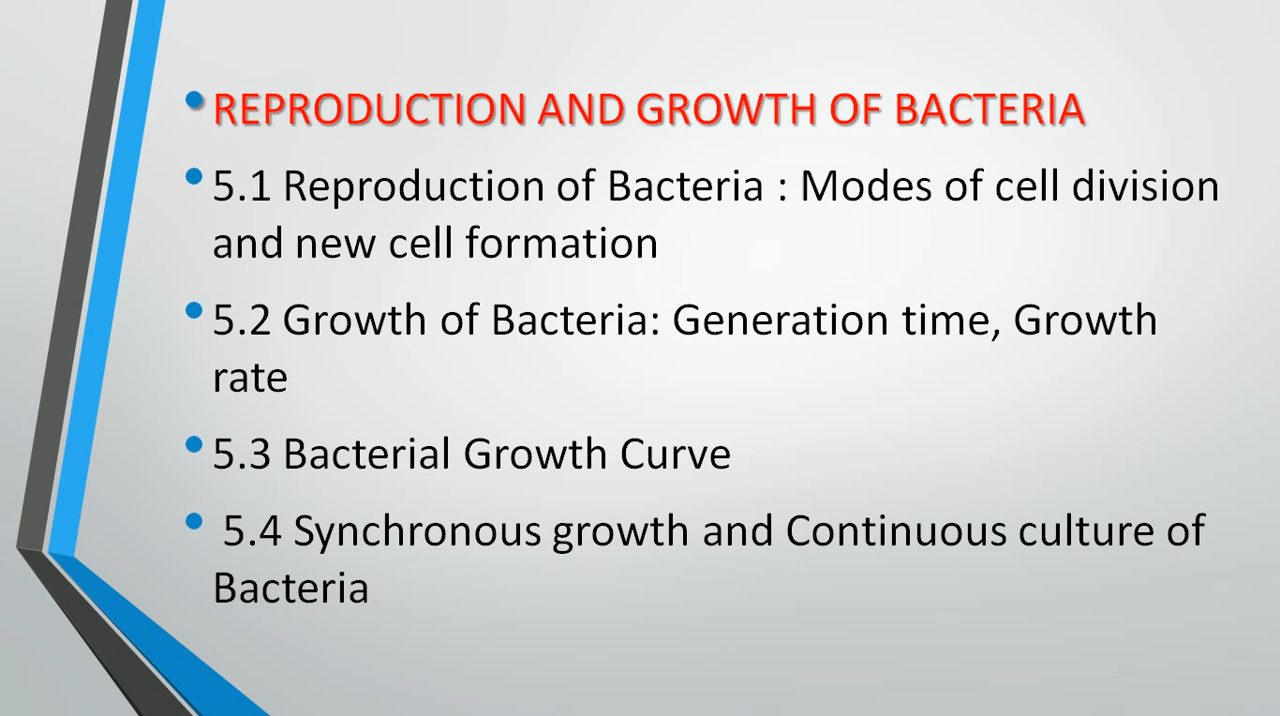 • REPRODUCTION AND GROWTH OF BACTERIA
• 5.1 Reproduction of Bacteria : Modes of cell division
and new cell formation
• 5.2 Growth of Bacteria: Generation time, Growth
rate
• 5.3 Bacterial Growth Curve
• 5.4 Synchronous growth and Continuous culture of
Bacteria